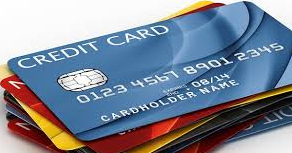 CREDIT CARD
0123 4567 8901 2345
08/14
CARDHOLDER NAME